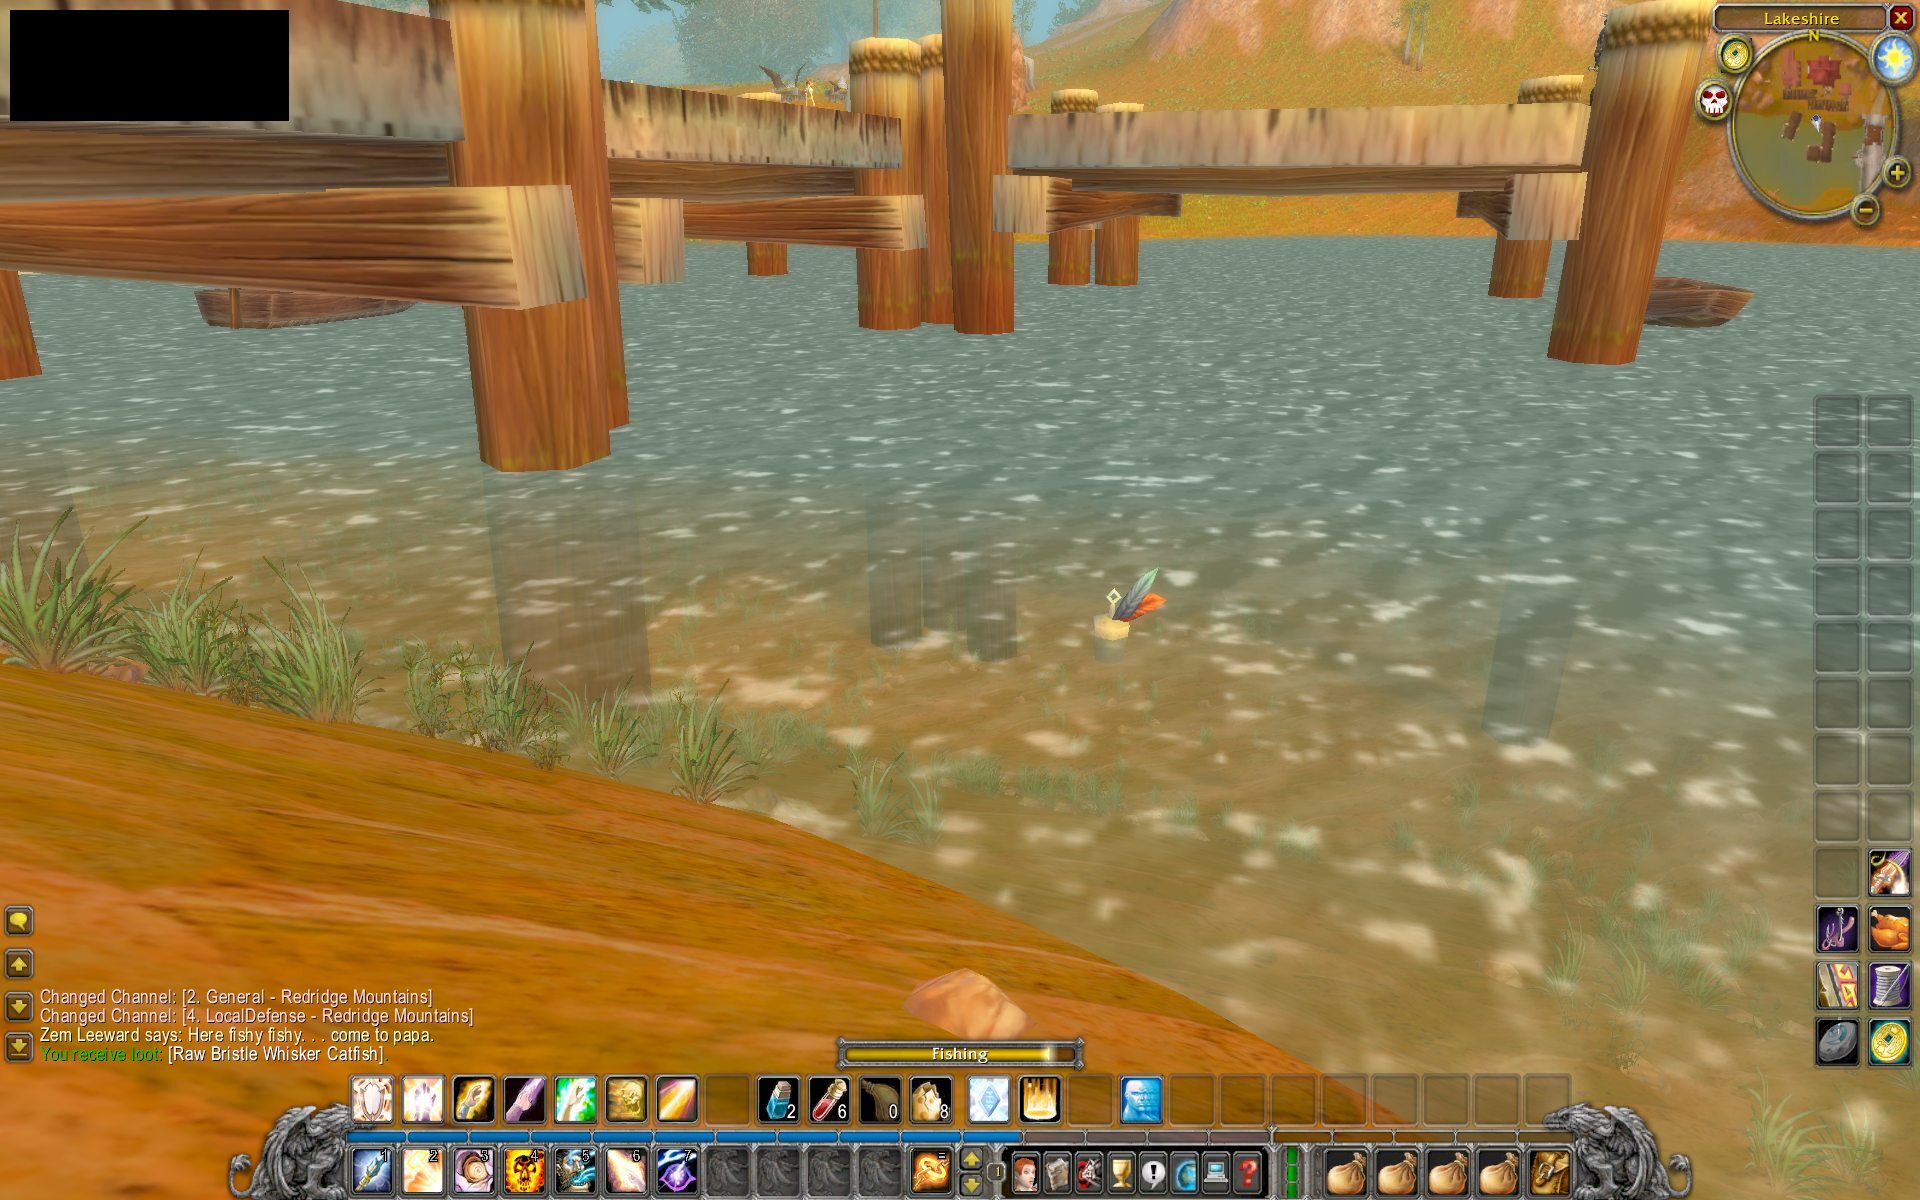 Lakeshire
N
Changed Channel: [2. General - Redridge Mountains]
Changed Channel: [4. LocalDefense - Redridge Mountains]
Zem Leeward says: Here fishy fishy. . . come to papa.
You receive loot: [Raw Bristle Whisker Catfish].
Fishing
2 6 0 8
1 2 3 4 5 6 7 = 1